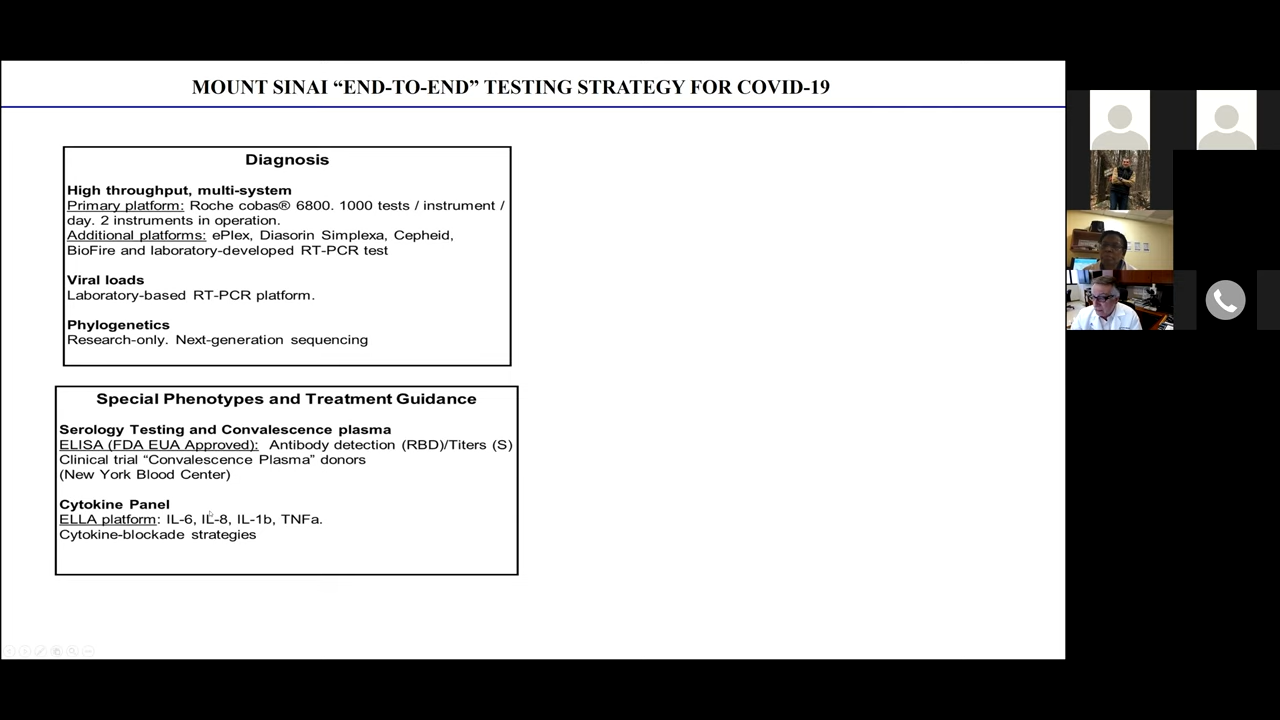 MOUNT SINAI “END-TO-END” TESTING STRATEGY FOR COVID-19
Diagnosis
High throughput, multi-system
Primary platform: Roche cobas® 6800. 1000 tests / instrument /
day. 2 instruments in operation.
Additional platforms: ePlex, Diasorin Simplexa, Cepheid,
BioFire and laboratory-developed RT-PCR test
Viral loads
Laboratory-based RT-PCR platform.
Phylogenetics
Research-only. Next-generation sequencing
Special Phenotypes and Treatment Guidance
Serology Testing and Convalescence plasma
ELISA (FDA EUA Approved): Antibody detection (RBD)/Titers (S)
Clinical trial “Convalescence Plasma” donors
(New York Blood Center)
Cytokine Panel
ELLA platform: IL-6, IL-8, IL-1b, TNFa.
Cytokine-blockade strategies